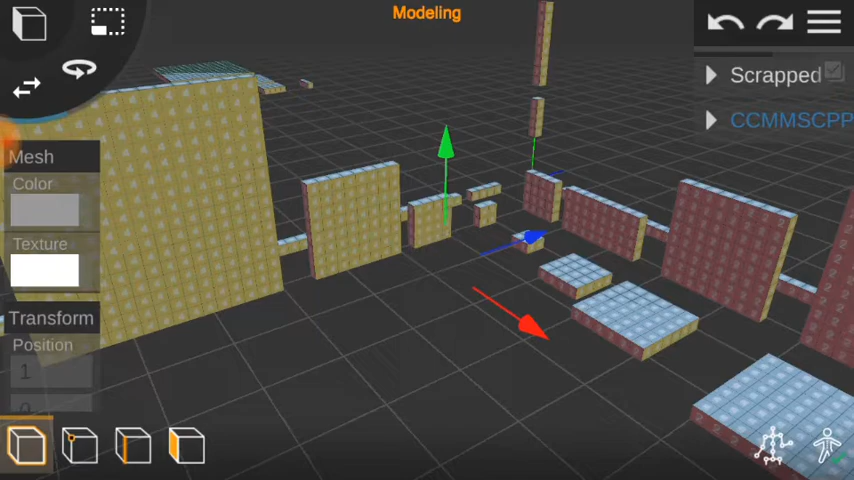 Modeling
Scrapped
CCMMSCPP
Mesh
Color
Texture
Transform
Position
1